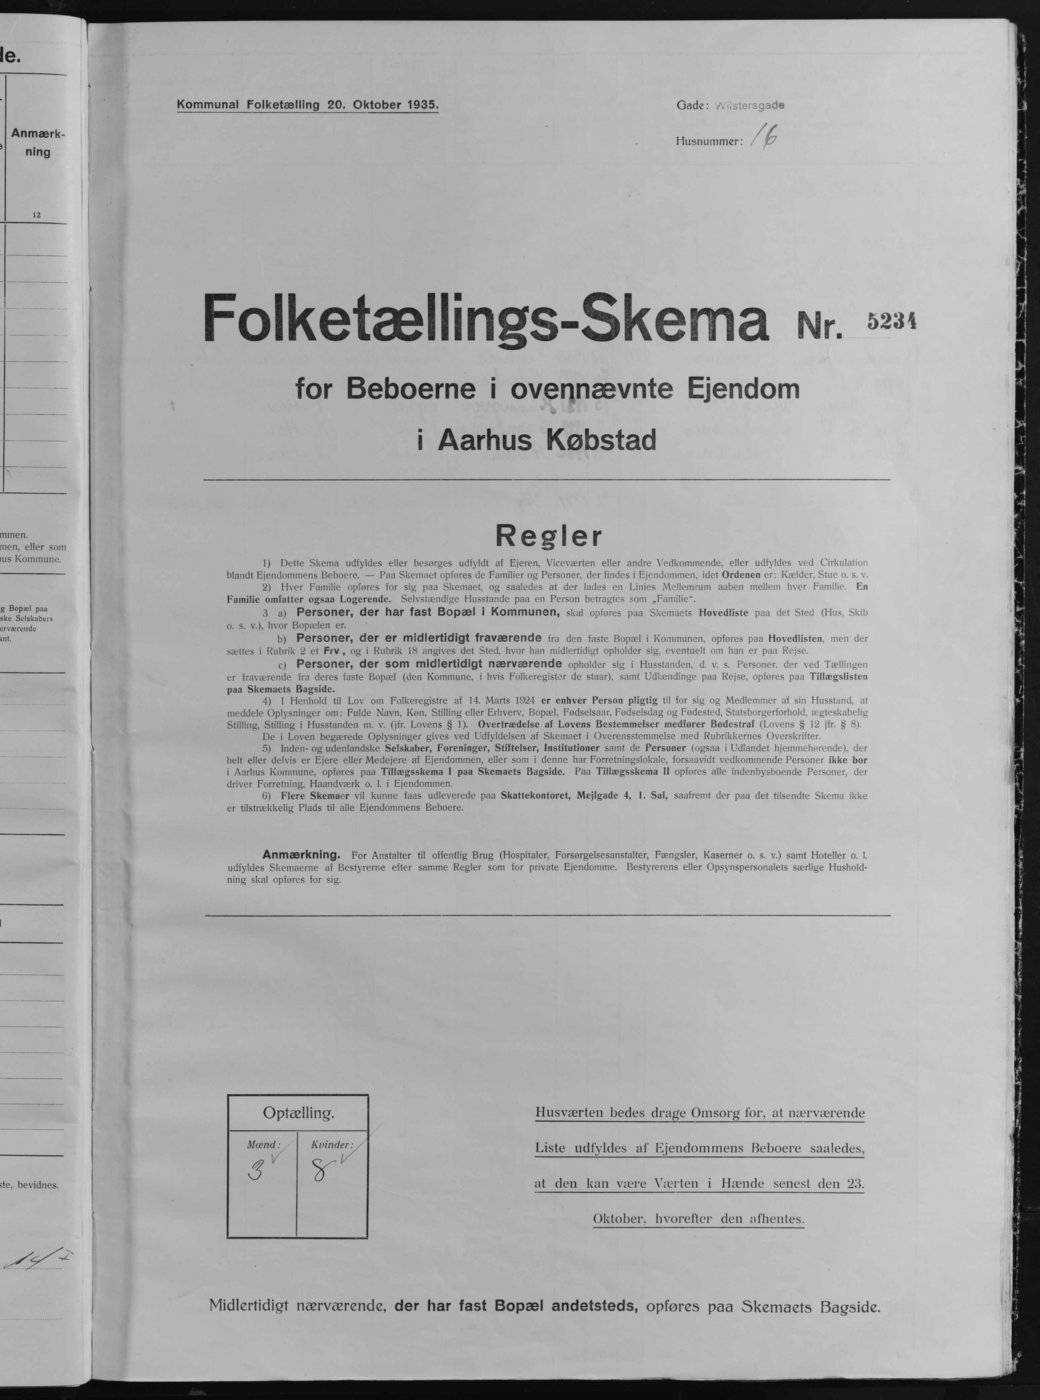 de.
Anmærk-
ning
12
mmen.
men, eller som
us Kommune.
g Bopæl paa
ske Selskabers
erværende
ant.
te, bevidnes.
Kommunal Folketælling 20. Oktober 1935.
Gade: Wilstersgade
Husnummer: 16
Folketællings-Skema Nr. 5234
for Beboerne i ovennævnte Ejendom
i Aarhus Købstad
Regler
1) Dette Skema udfyldes eller besørges udfyldt af Ejeren, Viceværten eller andre Vedkommende, eller udfyldes ved Cirkulation
blandt Ejendommens Beboere. — Paa Skemaet opføres de Familier og Personer, der findes i Ejendommen, idet Ordenen er: Kælder, Stue o. s. v.
2) Hver Familie opføres for sig paa Skemaet, og saaledes at der lades en Linies Mellemrum aaben mellem hver Familie. En
Familie omfatter ogsaa Logerende. Selvstændige Husstande paa en Person betragtes som „Familie“.
3 a) Personer, der har fast Bopæl i Kommunen, skal opføres paa Skemaets Hovedliste paa det Sted (Hus, Skib
o. s. v.), hvor Bopælen er.
b) Personer, der er midlertidigt fraværende fra den faste Bopæl i Kommunen, opføres paa Hovedlisten, men der
sættes i Rubrik 2 et Frv., og i Rubrik 18 angives det Sted, hvor han midlertidigt opholder sig, eventuelt om han er paa Rejse.
c) Personer, der som midlertidigt nærværende opholder sig i Husstanden, d. v. s. Personer, der ved Tællingen
er fraværende fra deres faste Bopæl (den Kommune, i hvis Folkeregister de staar), samt Udlændinge paa Rejse, opføres paa Tillægslisten
paa Skemaets Bagside.
4) I Henhold til Lov om Folkeregistre af 14. Marts 1924 er enhver Person pligtig til for sig og Medlemmer af sin Husstand, at
meddele Oplysninger om: Fulde Navn, Køn, Stilling eller Erhverv, Bopæl, Fødselsaar, Fødselsdag og Fødested, Statsborgerforhold, ægteskabelig
Stilling, Stilling i Husstanden m. v. (jfr. Lovens § 1). Overtrædelse af Lovens Bestemmelser medfører Bødestraf (Lovens § 12 jfr. § 8).
De i Loven begærede Oplysninger gives ved Udfyldelsen af Skemaet i Overensstemmelse med Rubrikkernes Overskrifter.
5) Inden- og udenlandske Selskaber, Foreninger, Stiftelser, Institutioner samt de Personer (ogsaa i Udlandet hjemmehørende), der
helt eller delvis er Ejere eller Medejere af Ejendommen, eller som i denne har Forretningslokale, forsaavidt vedkommende Personer ikke bor
i Aarhus Kommune, opføres paa Tillægsskema I paa Skemaets Bagside. Paa Tillægsskema II opføres alle indenbysboende Personer, der
driver Forretning, Haandværk o. l. i Ejendommen.
6) Flere Skemaer vil kunne faas udleverede paa Skattekontoret, Mejlgade 4, 1. Sal, saafremt der paa det tilsendte Skema ikke
er tilstrækkelig Plads til alle Ejendommens Beboere.
Anmærkning. For Anstalter til offentlig Brug (Hospitaler, Forsørgelsesanstalter, Fængsler, Kaserner o. s. v.) samt Hoteller o. l.
udfyldes Skemaerne af Bestyrerne efter samme Regler som for private Ejendomme. Bestyrerens eller Opsynspersonalets særlige Hushold-
ning skal opføres for sig.
Optælling.
Mænd: Kvinder:
3 8
Husværten bedes drage Omsorg for, at nærværende
Liste udfyldes af Ejendommens Beboere saaledes,
at den kan være Værten i Hænde senest den 23.
Oktober, hvorefter den afhentes.
Midlertidigt nærværende, der har fast Bopæl andetsteds, opføres paa Skemaets Bagside.